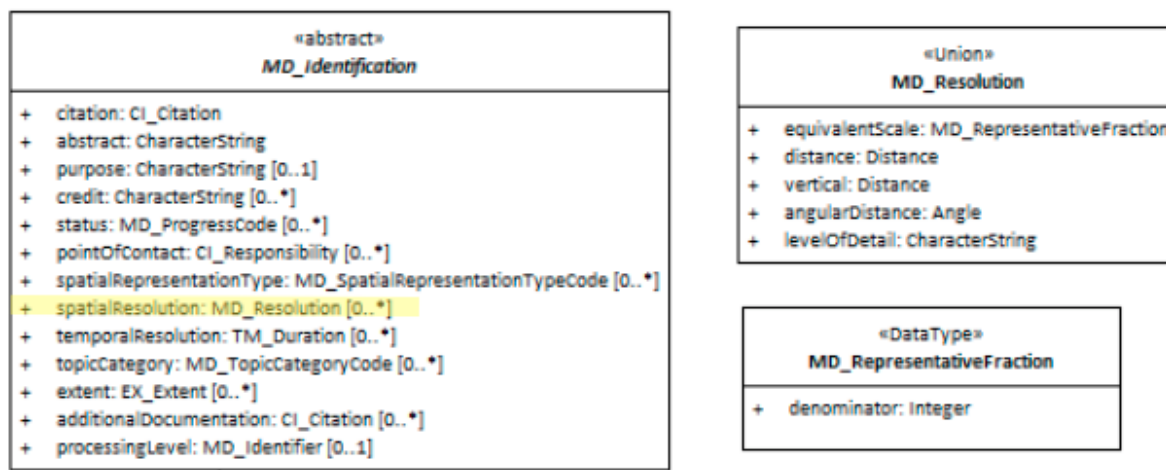 «abstract»
MD_Identification
+ citation: CI_Citation
+ abstract: CharacterString
+ purpose: CharacterString [0..1]
+ credit: CharacterString [0..*]
+ status: MD_ProgressCode [0..*]
+ pointOfContact: CI_Responsibility [0..*]
+ spatialRepresentationType: MD_SpatialRepresentationTypeCode [0..*]
+ spatialResolution: MD_Resolution [0..*]
+ temporalResolution: TM_Duration [0..*]
+ topicCategory: MD_TopicCategoryCode [0..*]
+ extent: EX_Extent [0..*]
+ additionalDocumentation: CI_Citation [0..*]
+ processingLevel: MD_Identifier [0..1]
«Union»
MD_Resolution
+ equivalentScale: MD_RepresentativeFraction
+ distance: Distance
+ vertical: Distance
+ angularDistance: Angle
+ levelOfDetail: CharacterString
«DataType»
MD_RepresentativeFraction
+ denominator: Integer